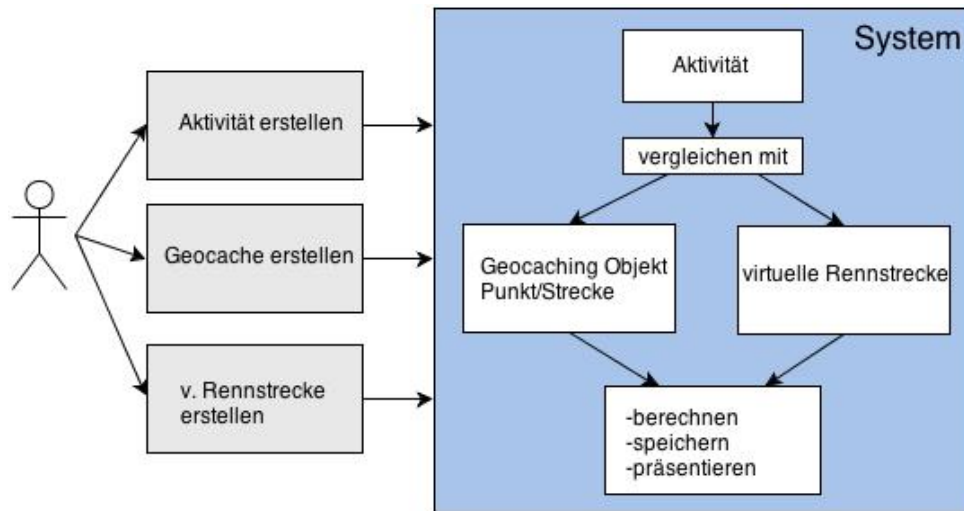 System
Aktivität erstellen
Geocache erstellen
v. Rennstrecke
erstellen
Aktivität
vergleichen mit
Geocaching Objekt
Punkt/Strecke
virtuelle Rennstrecke
-berechnen
-speichern
-präsentieren